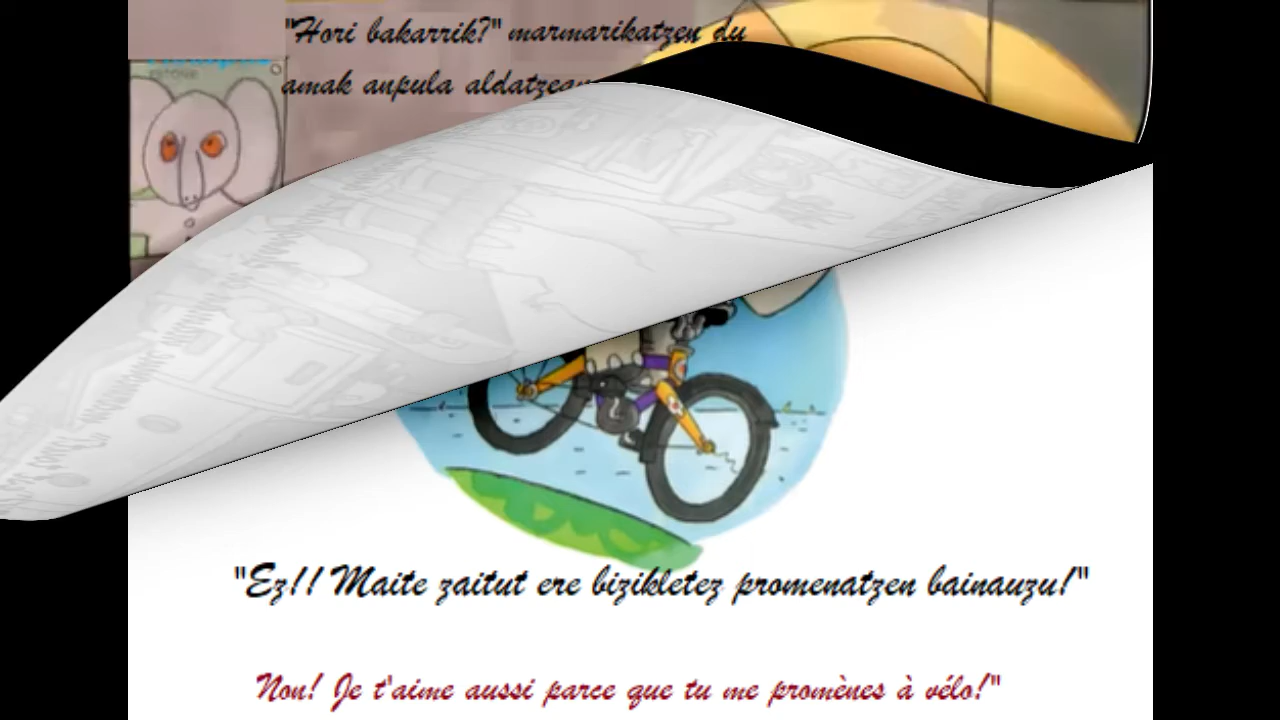 "Hori bakarrik?" marmarikatzen du
amak anpula
"Ez!! Maite zaitut ere bizikletez promenatzen bainauzu!"
Non! Je t'aime aussi parce que tu me promènes à vélo!"